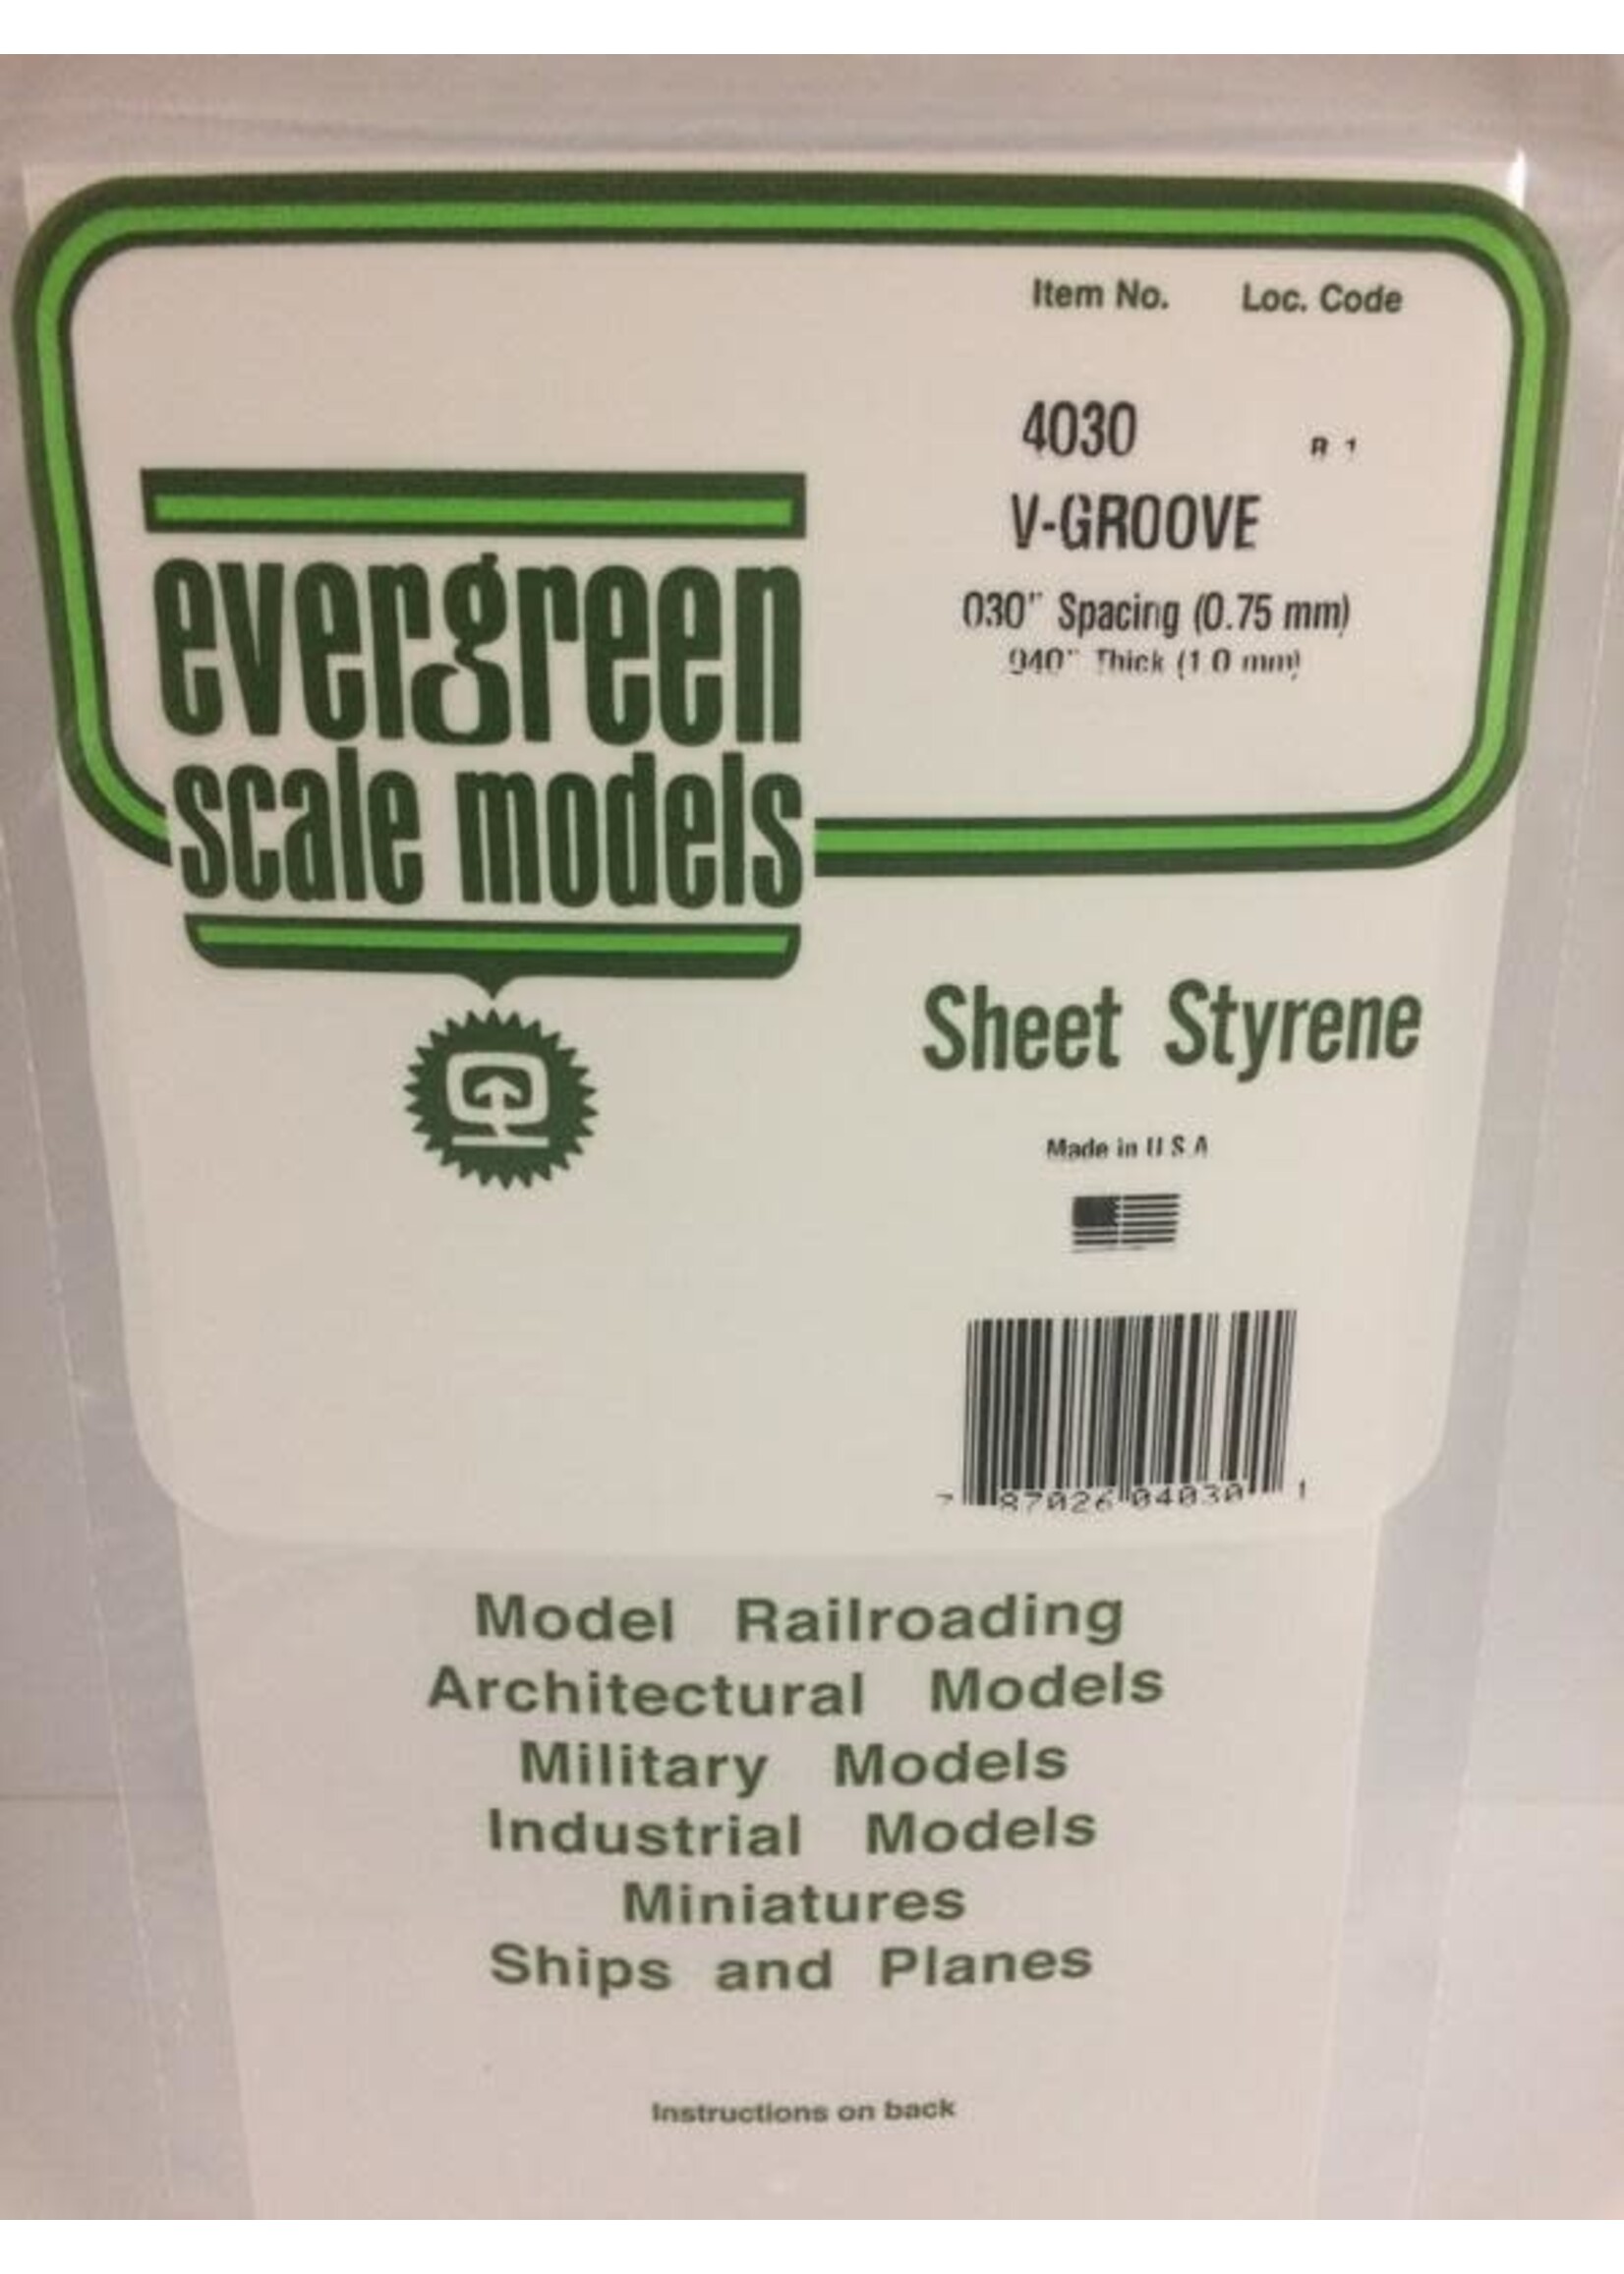 Item No. Loc. Code
4030 R 1
V-GROOVE
.030" Spacing (0.75 mm)
.040" Thick (1.0 mm)
evergreen
scale models
Sheet Styrene
Made in U.S.A.
7 87026 04030 1
Model Railroading
Architectural Models
Military Models
Industrial Models
Miniatures
Ships and Planes
Instructions on back